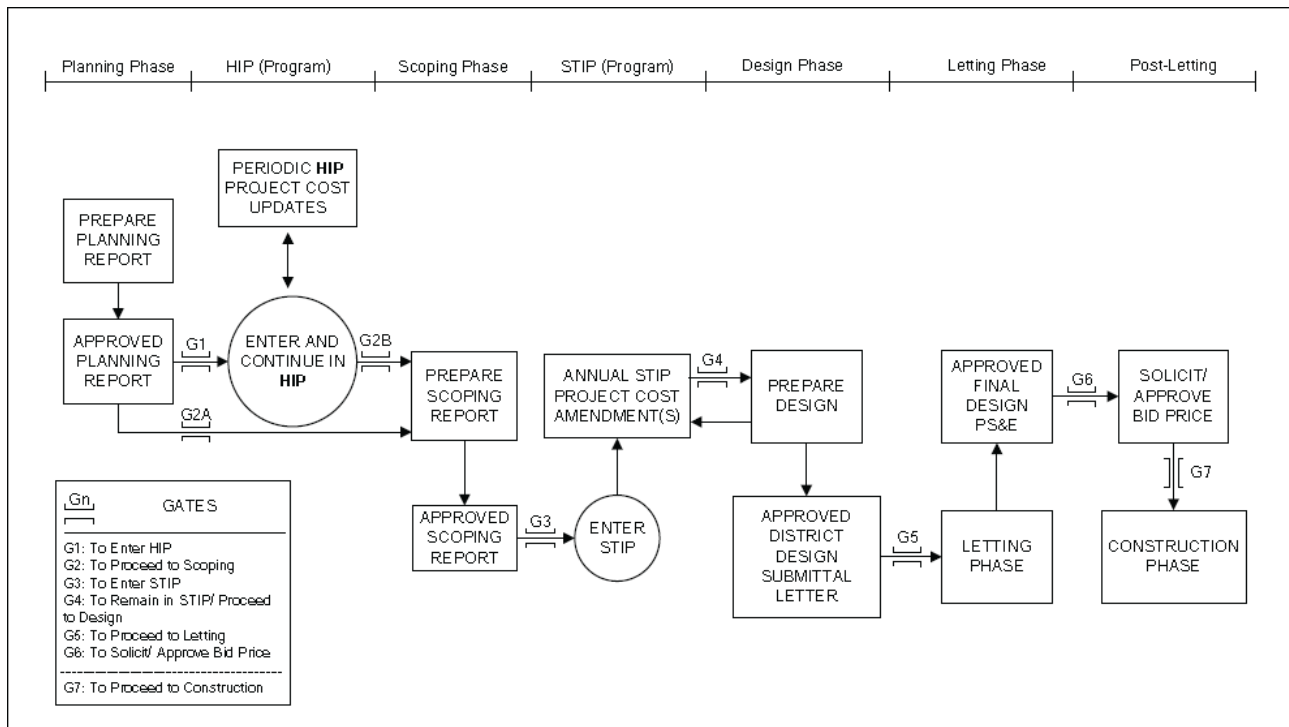 Planning Phase
HIP (Program)
Scoping Phase
STIP (Program)
Design Phase
Letting Phase
Post-Letting
PERIODIC HIP
PROJECT COST
UPDATES
PREPARE
PLANNING
REPORT
APPROVED
PLANNING
REPORT
G1
ENTER AND
CONTINUE IN
HIP
G2B
G2A
PREPARE
SCOPING
REPORT
APPROVED
SCOPING
REPORT
G3
ENTER
STIP
ANNUAL STIP
PROJECT COST
AMENDMENT(S)
G4
PREPARE
DESIGN
APPROVED
DISTRICT
DESIGN
SUBMITTAL
LETTER
G5
LETTING
PHASE
APPROVED
FINAL
DESIGN
PS&E
G6
SOLICIT/
APPROVE
BID PRICE
G7
CONSTRUCTION
PHASE
Gn GATES
G1: To Enter HIP
G2: To Proceed to Scoping
G3: To Enter STIP
G4: To Remain in STIP/ Proceed
to Design
G5: To Proceed to Letting
G6: To Solicit/ Approve Bid Price
G7: To Proceed to Construction